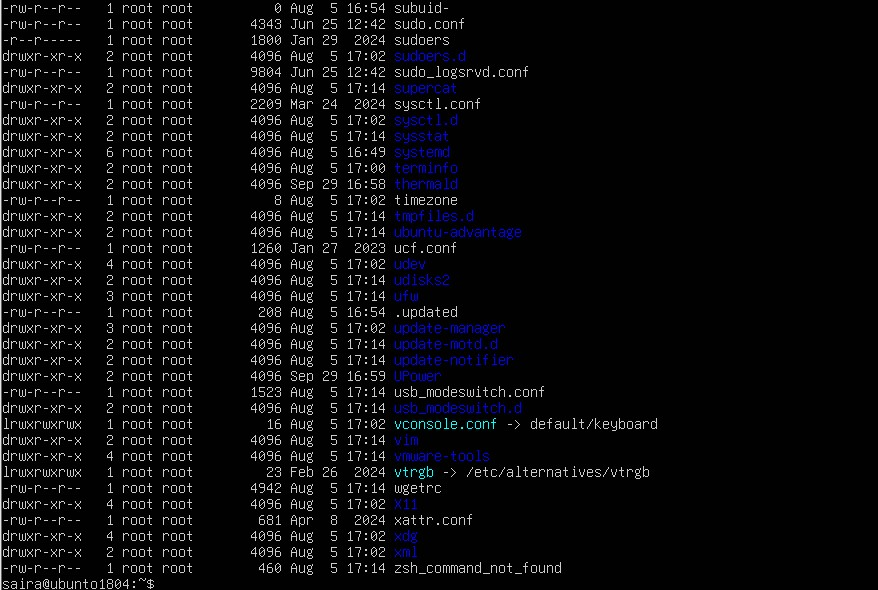 -rw-r--r-- 1 root root 0 Aug 5 16:54 subuid-
-rw-r--r-- 1 root root 4343 Jun 25 12:42 sudo.conf
-r--r----- 1 root root 1800 Jan 29 2024 sudoers
drwxr-xr-x 2 root root 4096 Aug 5 17:02 sudoers.d
-rw-r--r-- 1 root root 9804 Jun 25 12:42 sudo_logsrvd.conf
drwxr-xr-x 2 root root 4096 Aug 5 17:14 supercat
-rw-r--r-- 1 root root 2209 Mar 24 2024 sysctl.conf
drwxr-xr-x 2 root root 4096 Aug 5 17:02 sysctl.d
drwxr-xr-x 2 root root 4096 Aug 5 17:14 sysstat
drwxr-xr-x 6 root root 4096 Aug 5 16:49 systemd
drwxr-xr-x 2 root root 4096 Aug 5 17:00 terminfo
drwxr-xr-x 2 root root 4096 Sep 29 16:58 thermald
-rw-r--r-- 1 root root 8 Aug 5 17:02 timezone
drwxr-xr-x 2 root root 4096 Aug 5 17:14 tmpfiles.d
drwxr-xr-x 2 root root 4096 Aug 5 17:14 ubuntu-advantage
-rw-r--r-- 1 root root 1260 Jan 27 2023 ucf.conf
drwxr-xr-x 4 root root 4096 Aug 5 17:02 udev
drwxr-xr-x 2 root root 4096 Aug 5 17:14 udisks2
drwxr-xr-x 3 root root 4096 Aug 5 17:14 ufw
-rw-r--r-- 1 root root 208 Aug 5 16:54 .updated
drwxr-xr-x 3 root root 4096 Aug 5 17:02 update-manager
drwxr-xr-x 2 root root 4096 Aug 5 17:14 update-motd.d
drwxr-xr-x 2 root root 4096 Aug 5 17:14 update-notifier
drwxr-xr-x 2 root root 4096 Sep 29 16:59 UPower
-rw-r--r-- 1 root root 1523 Aug 5 17:14 usb_modeswitch.conf
drwxr-xr-x 2 root root 4096 Aug 5 17:14 usb_modeswitch.d
lrwxrwxrwx 1 root root 16 Aug 5 17:02 vconsole.conf -> default/keyboard
drwxr-xr-x 2 root root 4096 Aug 5 17:14 vim
drwxr-xr-x 4 root root 4096 Aug 5 17:14 vmware-tools
lrwxrwxrwx 1 root root 23 Feb 26 2024 vtrgb -> /etc/alternatives/vtrgb
-rw-r--r-- 1 root root 4942 Aug 5 17:14 wgetrc
drwxr-xr-x 4 root root 4096 Aug 5 17:02 X11
-rw-r--r-- 1 root root 681 Apr 8 2024 xattr.conf
drwxr-xr-x 4 root root 4096 Aug 5 17:02 xdg
drwxr-xr-x 2 root root 4096 Aug 5 17:02 xml
-rw-r--r-- 1 root root 460 Aug 5 17:14 zsh_command_not_found
saira@ubunto1804:~$